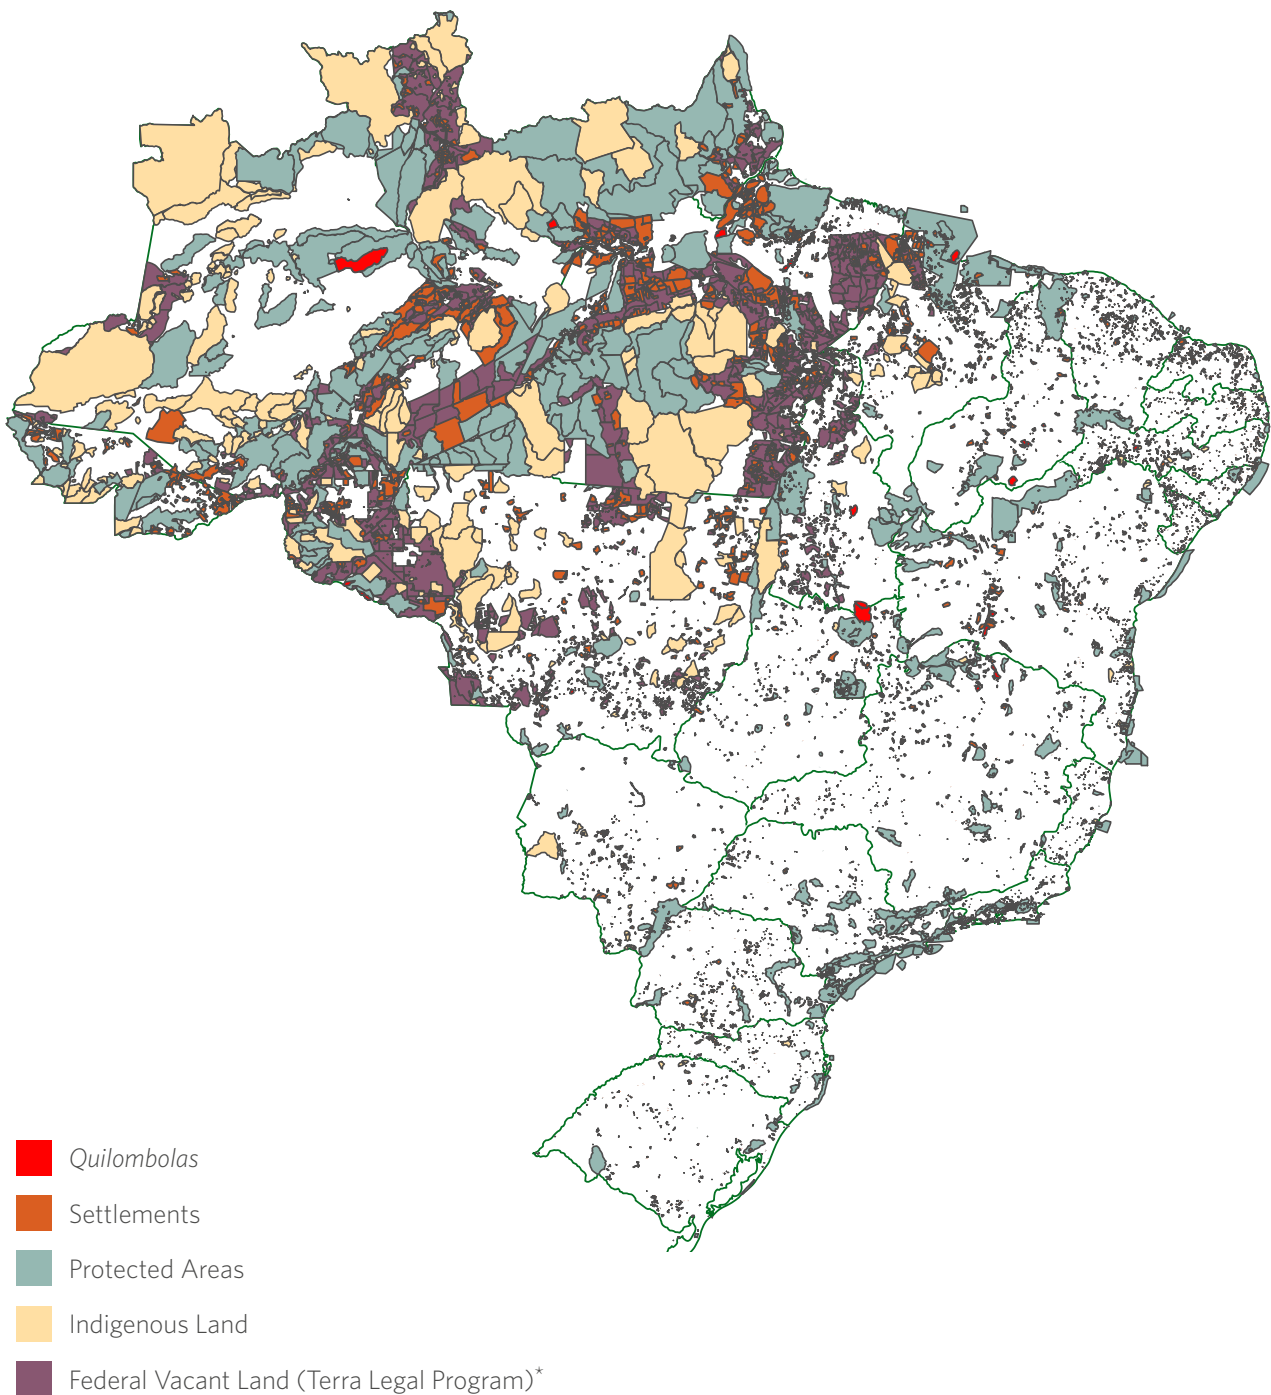 Quilombolas
Settlements
Protected Areas
Indigenous Land
Federal Vacant Land (Terra Legal Program)*